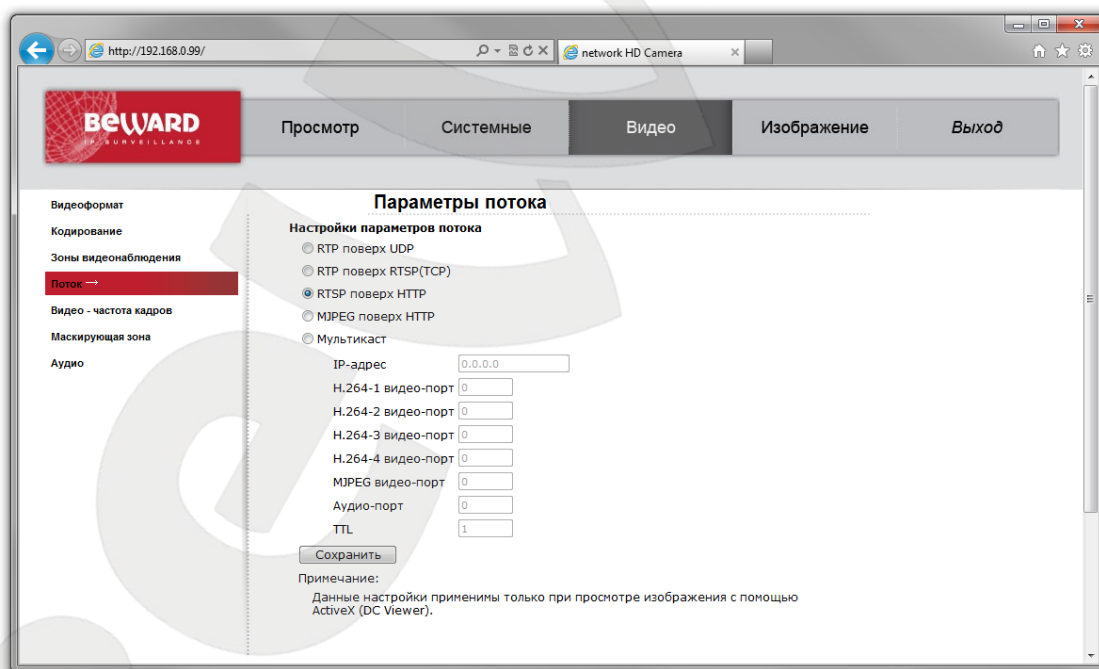 http://192.168.0.99/
network HD Camera
BEWARD
IP SURVEILLANCE
Просмотр
Системные
Видео
Изображение
Выход
Видеоформат
Кодирование
Зоны видеонаблюдения
Поток →
Видео - частота кадров
Маскирующая зона
Аудио
Параметры потока
Настройки параметров потока
RTP поверх UDP
RTP поверх RTSP(TCP)
RTSP поверх HTTP
MJPEG поверх HTTP
Мультикаст
IP-адрес 0.0.0.0
H.264-1 видео-порт 0
H.264-2 видео-порт 0
H.264-3 видео-порт 0
H.264-4 видео-порт 0
MJPEG видео-порт 0
Аудио-порт 0
TTL 1
Сохранить
Примечание:
Данные настройки применимы только при просмотре изображения с помощью
ActiveX (DC Viewer).